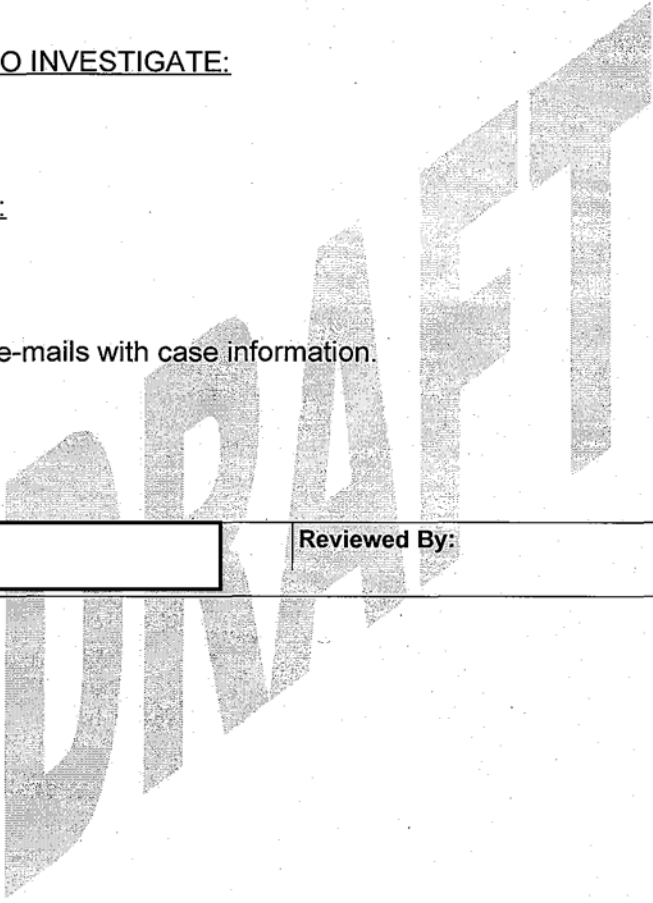 O INVESTIGATE:
:
e-mails with case information.
Reviewed By:
DRAFT